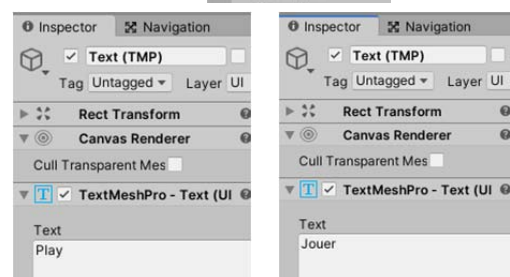 Inspector Navigation
Text (TMP)
Tag Untagged Layer UI
Rect Transform
Canvas Renderer
Cull Transparent Mes
TextMeshPro - Text (UI
Text
Play
Inspector Navigation
Text (TMP)
Tag Untagged Layer UI
Rect Transform
Canvas Renderer
Cull Transparent Mes
TextMeshPro - Text (UI
Text
Jouer